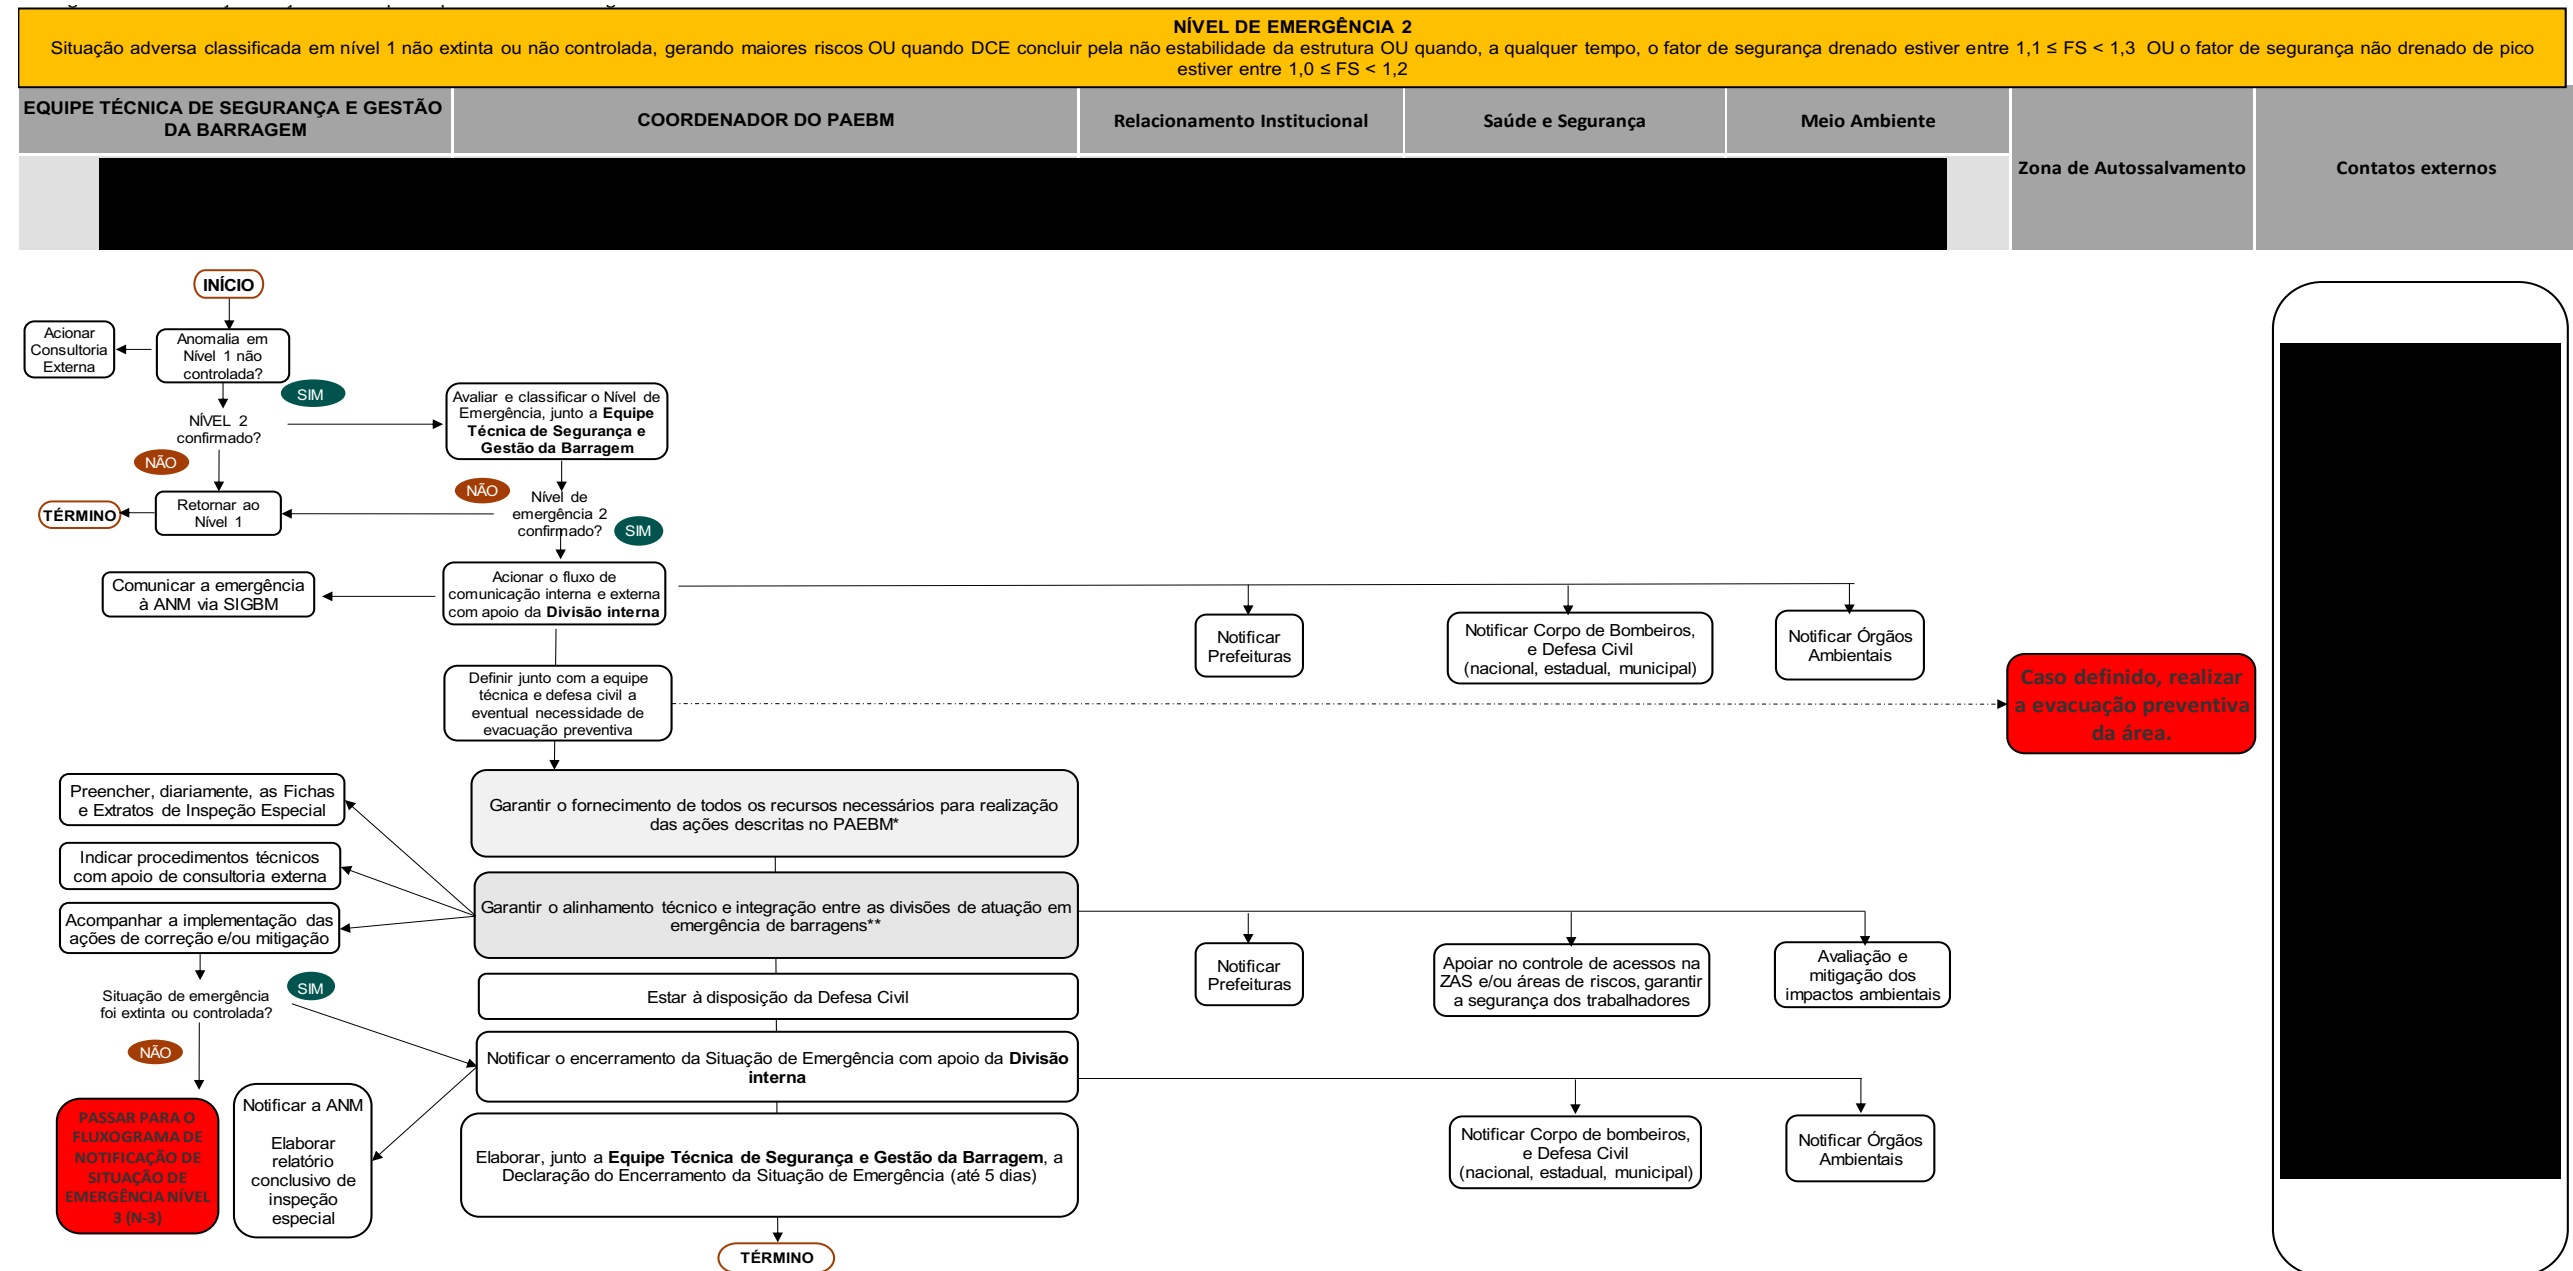 NÍVEL DE EMERGÊNCIA 2
Situação adversa classificada em nível 1 não extinta ou não controlada, gerando maiores riscos OU quando DCE concluir pela não estabilidade da estrutura OU quando, a qualquer tempo, o fator de segurança drenado estiver entre 1,1 ≤ FS < 1,3 OU o fator de segurança não drenado de pico
estiver entre 1,0 ≤ FS < 1,2
EQUIPE TÉCNICA DE SEGURANÇA E GESTÃO
DA BARRAGEM
COORDENADOR DO PAEBM
Relacionamento Institucional
Saúde e Segurança
Meio Ambiente
Zona de Autossalvamento
Contatos externos
INÍCIO
Acionar
Consultoria
Externa
Anomalia em
Nível 1 não
controlada?
SIM
NÍVEL 2
confirmado?
NÃO
Avaliar e classificar o Nível de
Emergência, junto a Equipe
Técnica de Segurança e
Gestão da Barragem
TÉRMINO
Retornar ao
Nível 1
NÃO
Nível de
emergência 2
confirmado?
SIM
Comunicar a emergência
à ANM via SIGBM
Acionar o fluxo de
comunicação interna e externa
com apoio da Divisão interna
Notificar
Prefeituras
Notificar Corpo de Bombeiros,
e Defesa Civil
(nacional, estadual, municipal)
Notificar Órgãos
Ambientais
Definir junto com a equipe
técnica e defesa civil a
eventual necessidade de
evacuação preventiva
Caso definido, realizar
a evacuação preventiva
da área.
Preencher, diariamente, as Fichas
e Extratos de Inspeção Especial
Garantir o fornecimento de todos os recursos necessários para realização
das ações descritas no PAEBM*
Indicar procedimentos técnicos
com apoio de consultoria externa
Acompanhar a implementação das
ações de correção e/ou mitigação
Garantir o alinhamento técnico e integração entre as divisões de atuação em
emergência de barragens**
Notificar
Prefeituras
Apoiar no controle de acessos na
ZAS e/ou áreas de riscos, garantir
a segurança dos trabalhadores
Avaliação e
mitigação dos
impactos ambientais
Situação de emergência
foi extinta ou controlada?
SIM
NÃO
Estar à disposição da Defesa Civil
Notificar o encerramento da Situação de Emergência com apoio da Divisão
interna
PASSAR PARA O
FLUXOGRAMA DE
NOTIFICAÇÃO DE
SITUAÇÃO DE
EMERGÊNCIA NÍVEL
3 (N-3)
Notificar a ANM
Elaborar
relatório
conclusivo de
inspeção
especial
Elaborar, junto a Equipe Técnica de Segurança e Gestão da Barragem, a
Declaração do Encerramento da Situação de Emergência (até 5 dias)
Notificar Corpo de bombeiros,
e Defesa Civil
(nacional, estadual, municipal)
Notificar Órgãos
Ambientais
TÉRMINO